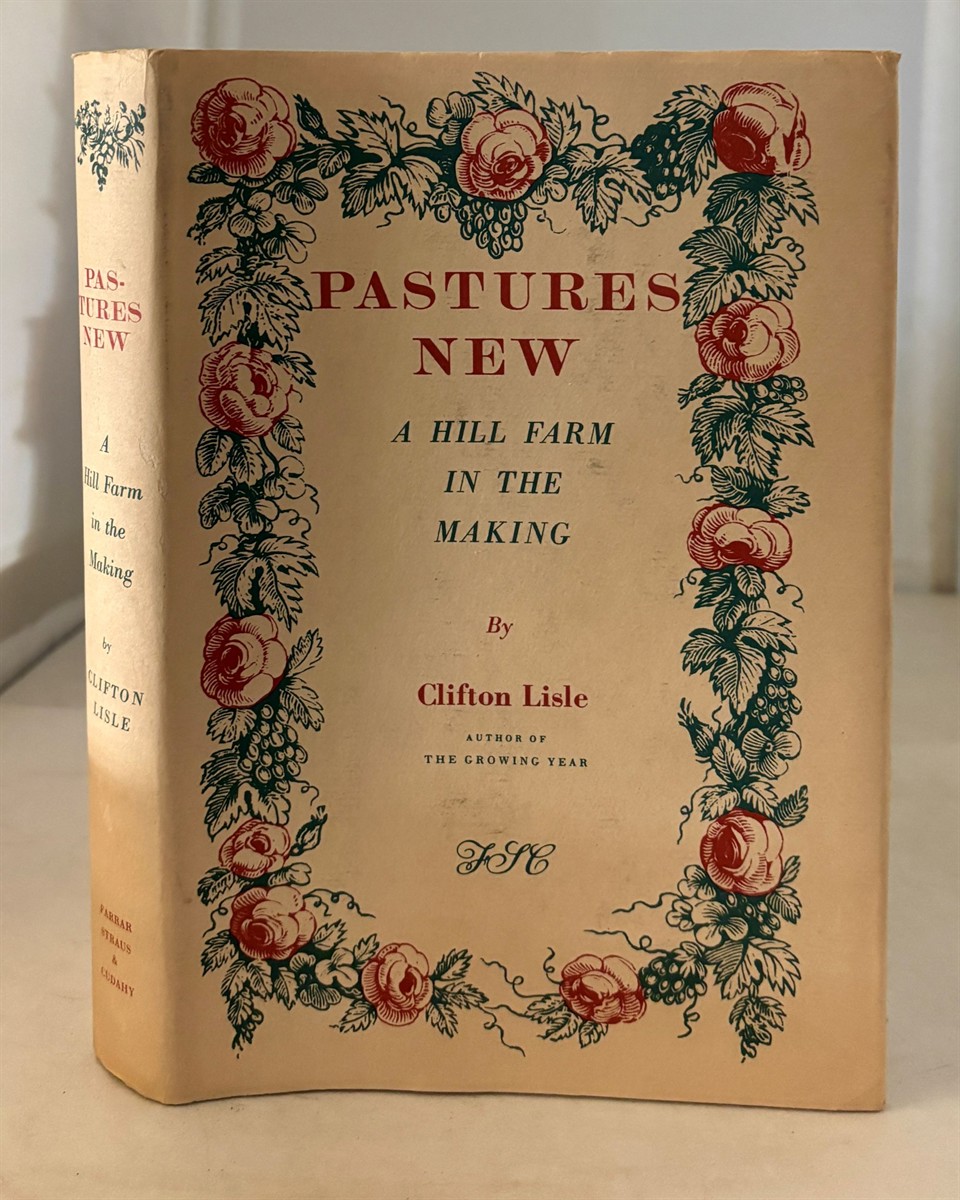 PASTURES
NEW
A HILL FARM
IN THE
MAKING
By
Clifton Lisle
AUTHOR OF
THE GROWING YEAR
FSC
PAS-
TURES
NEW
A
Hill Farm
in the
Making
by
CLIFTON
LISLE
FARRAR
STRAUS
&
CUDAHY